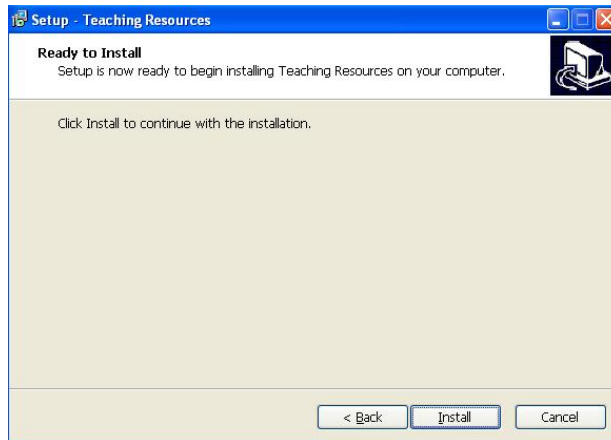 Setup - Teaching Resources
Ready to Install
Setup is now ready to begin installing Teaching Resources on your computer.
Click Install to continue with the installation.
< Back
Install
Cancel